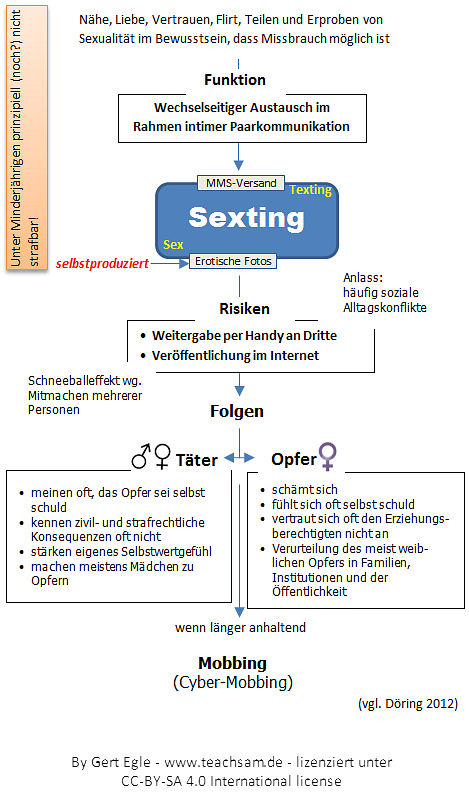 Unter Minderjährigen prinzipiell (noch?) nicht
strafbar!
Nähe, Liebe, Vertrauen, Flirt, Teilen und Erproben von
Sexualität im Bewusstsein, dass Missbrauch möglich ist
Funktion
Wechselseitiger Austausch im
Rahmen intimer Paarkommunikation
MMS-Versand
Texting
Sexting
Sex
Erotische Fotos
selbstproduziert
Anlass:
häufig soziale
Alltagskonflikte
Risiken
• Weitergabe per Handy an Dritte
• Veröffentlichung im Internet
Schneeballeffekt wg.
Mitmachen mehrerer
Personen
Folgen
♂♀ Täter
• meinen oft, das Opfer sei selbst
schuld
• kennen zivil- und strafrechtliche
Konsequenzen oft nicht
• stärken eigenes Selbstwertgefühl
• machen meistens Mädchen zu
Opfern
Opfer ♀
• schämt sich
• fühlt sich oft selbst schuld
• vertraut sich oft den Erziehungs-
berechtigten nicht an
• Verurteilung des meist weib-
lichen Opfers in Familien,
Institutionen und der
Öffentlichkeit
wenn länger anhaltend
Mobbing
(Cyber-Mobbing)
(vgl. Döring 2012)
By Gert Egle - www.teachsam.de - lizenziert unter
CC-BY-SA 4.0 International license